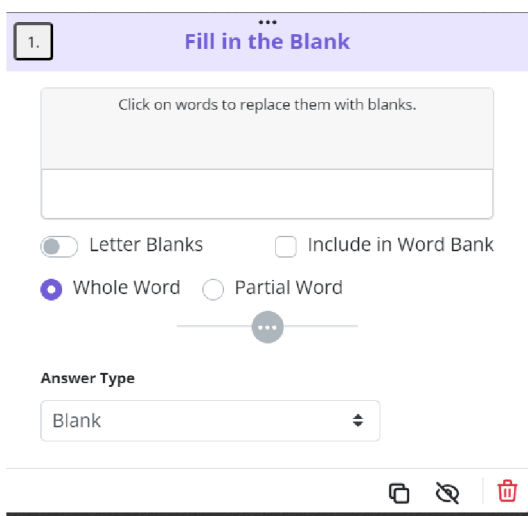 1.
Fill in the Blank
Click on words to replace them with blanks.
Letter Blanks
Include in Word Bank
Whole Word
Partial Word
Answer Type
Blank